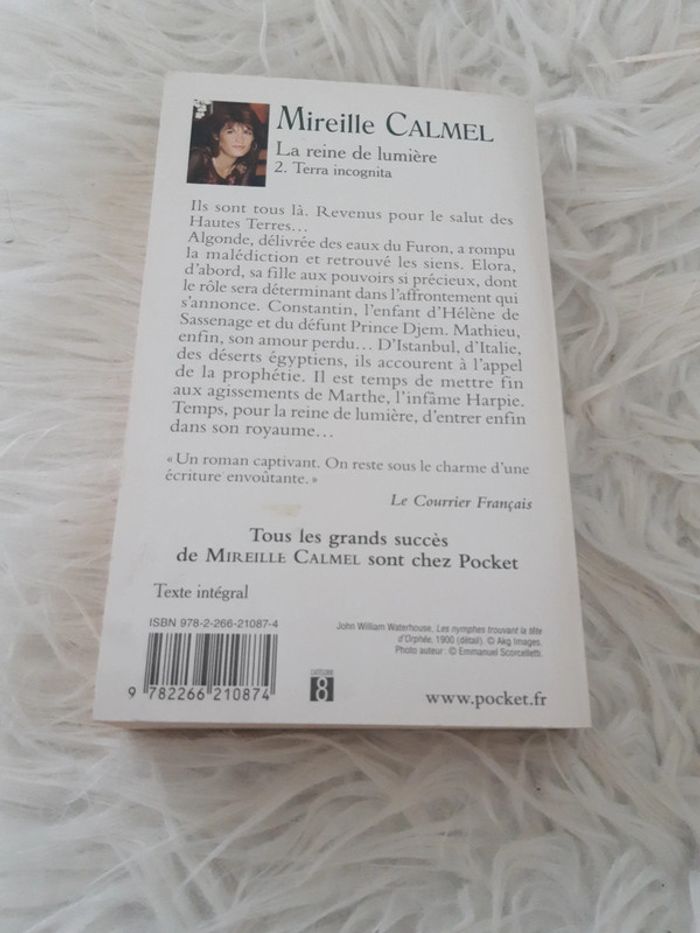 Mireille CALMEL
La reine de lumière
2. Terra incognita
Ils sont tous là. Revenus pour le salut des
Hautes Terres…
Algonde, délivrée des eaux du Furon, a rompu
la malédiction et retrouvé les siens. Elora,
d'abord, sa fille aux pouvoirs si précieux, dont
le rôle sera déterminant dans l'affrontement qui
s'annonce. Constantin, l'enfant d'Hélène de
Sassenage et du défunt Prince Djem. Mathieu,
enfin, son amour perdu… D'Istanbul, d'Italie,
des déserts égyptiens, ils accourent à l'appel
de la prophétie. Il est temps de mettre fin
aux agissements de Marthe, l'infâme Harpie.
Temps, pour la reine de lumière, d'entrer enfin
dans son royaume…
« Un roman captivant. On reste sous le charme d'une
écriture envoûtante. »
Le Courrier Français
Tous les grands succès
de MIREILLE CALMEL sont chez Pocket
Texte intégral
ISBN 978-2-266-21087-4
9 782266 210874
John William Waterhouse, Les nymphes trouvant la tête
d'Orphée, 1900 (détail). © Akg Images.
Photo auteur : © Emmanuel Scorcelletti.
CATÉGORIE
8
www.pocket.fr